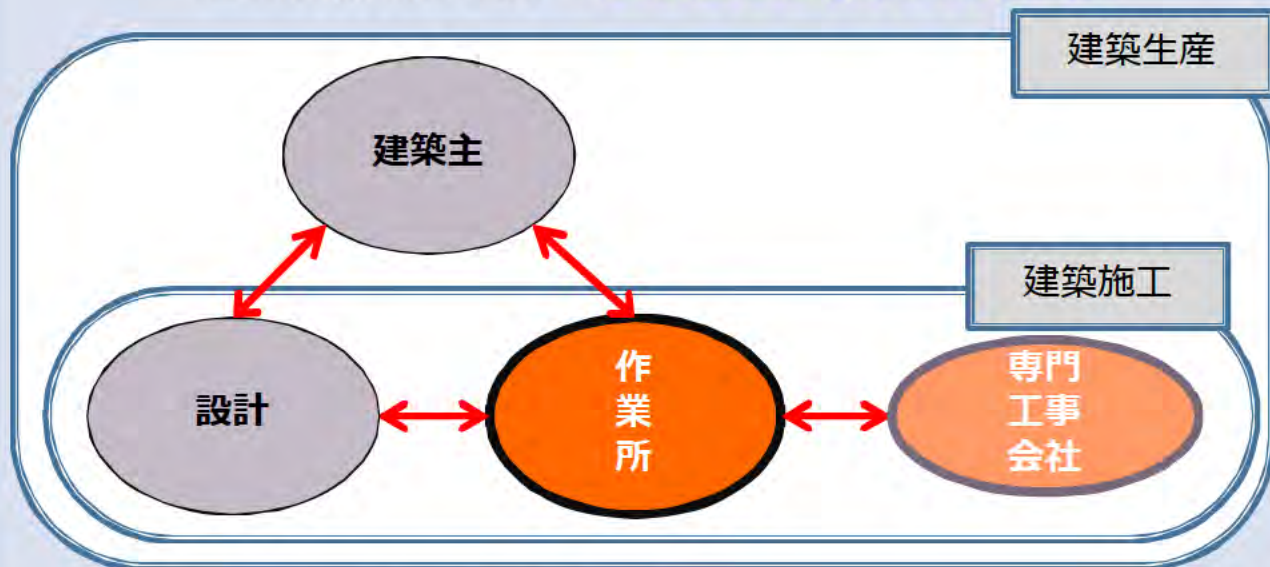 建築生産
建築主
建築施工
設計
作
業
所
専門
工事
会社